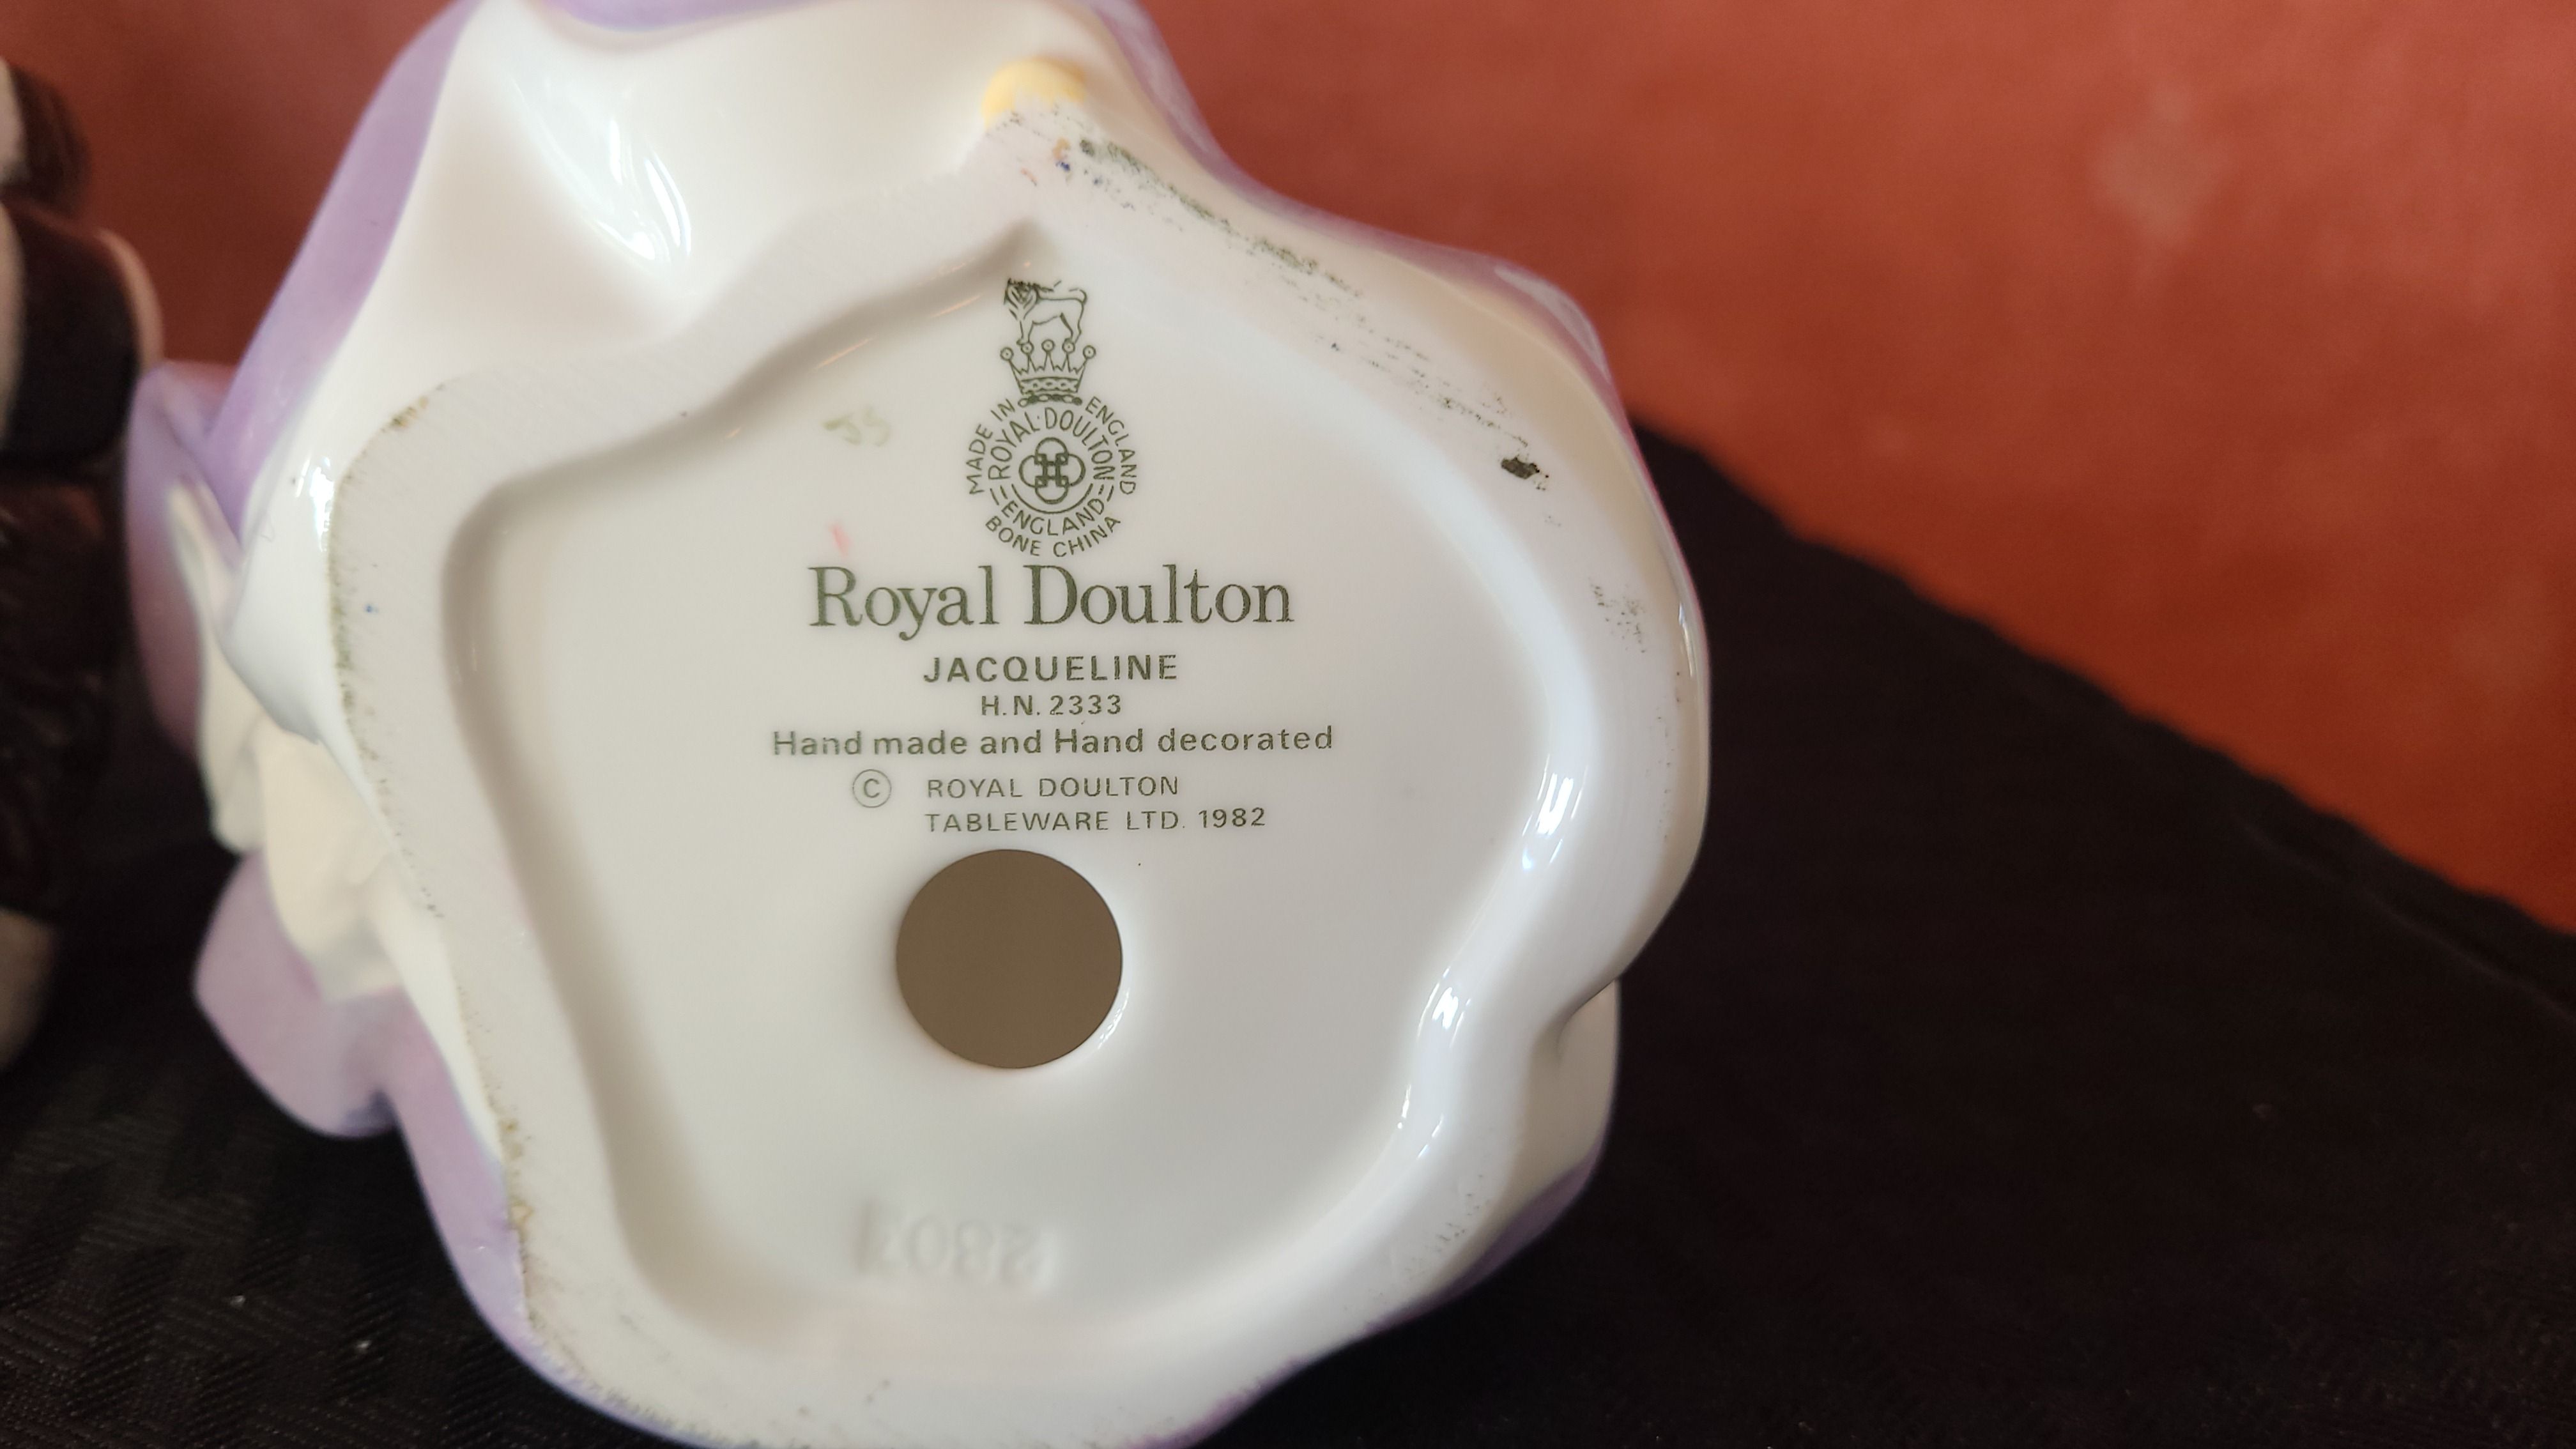 MADE IN ENGLAND
ROYAL·DOULTON
ENGLAND
BONE CHINA
JS
Royal Doulton
JACQUELINE
H.N. 2333
Hand made and Hand decorated
© ROYAL DOULTON
TABLEWARE LTD. 1982